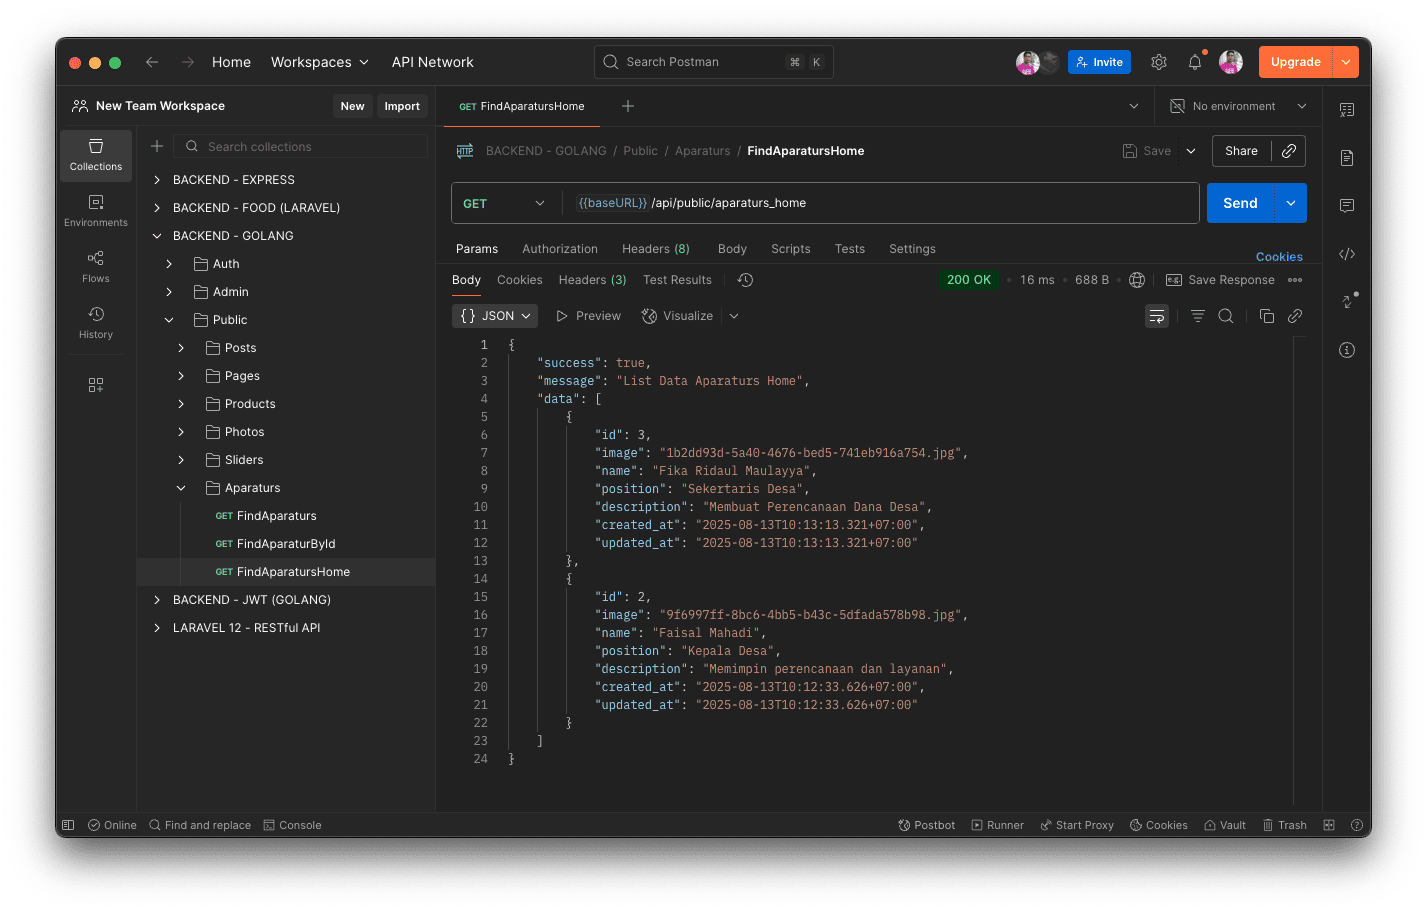 Home
Workspaces
API Network
Search Postman
⌘ K
Invite
Upgrade
New Team Workspace
New
Import
GET FindAparatursHome
No environment
Collections
Environments
Flows
History
Search collections
BACKEND - EXPRESS
BACKEND - FOOD (LARAVEL)
BACKEND - GOLANG
Auth
Admin
Public
Posts
Pages
Products
Photos
Sliders
Aparaturs
GET FindAparaturs
GET FindAparaturById
GET FindAparatursHome
BACKEND - JWT (GOLANG)
LARAVEL 12 - RESTful API
HTTP BACKEND - GOLANG / Public / Aparaturs / FindAparatursHome
Save
Share
GET {{baseURL}} /api/public/aparaturs_home
Send
Params Authorization Headers (8) Body Scripts Tests Settings
Cookies
Body Cookies Headers (3) Test Results
200 OK • 16 ms • 688 B
e.g. Save Response
{} JSON Preview Visualize
1 {
2 "success": true,
3 "message": "List Data Aparaturs Home",
4 "data": [
5 {
6 "id": 3,
7 "image": "1b2dd93d-5a40-4676-bed5-741eb916a754.jpg",
8 "name": "Fika Ridaul Maulayya",
9 "position": "Sekertaris Desa",
10 "description": "Membuat Perencanaan Dana Desa",
11 "created_at": "2025-08-13T10:13:13.321+07:00",
12 "updated_at": "2025-08-13T10:13:13.321+07:00"
13 },
14 {
15 "id": 2,
16 "image": "9f6997ff-8bc6-4bb5-b43c-5dfada578b98.jpg",
17 "name": "Faisal Mahadi",
18 "position": "Kepala Desa",
19 "description": "Memimpin perencanaan dan layanan",
20 "created_at": "2025-08-13T10:12:33.626+07:00",
21 "updated_at": "2025-08-13T10:12:33.626+07:00"
22 }
23 ]
24 }
Online
Find and replace
Console
Postbot
Runner
Start Proxy
Cookies
Vault
Trash